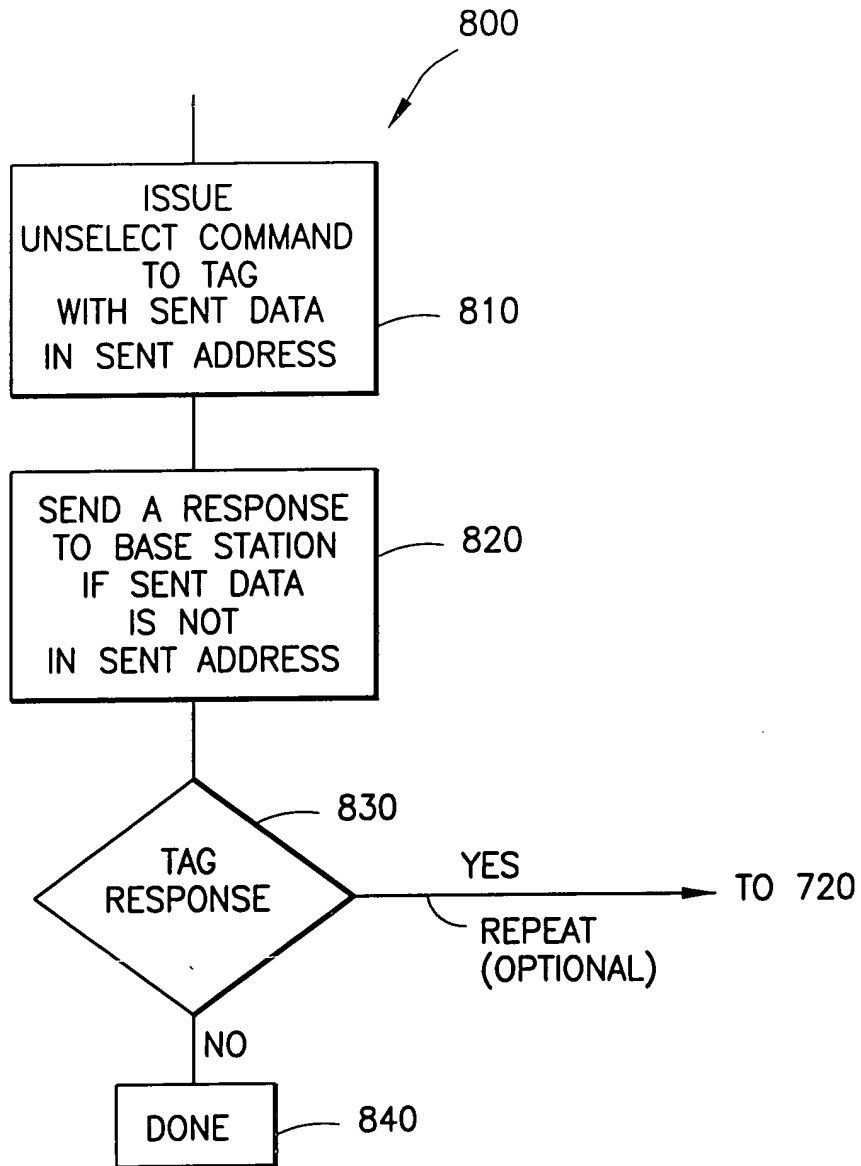 800
ISSUE
UNSELECT COMMAND
TO TAG
WITH SENT DATA
IN SENT ADDRESS
810
SEND A RESPONSE
TO BASE STATION
IF SENT DATA
IS NOT
IN SENT ADDRESS
820
830
TAG
RESPONSE
YES
TO 720
REPEAT
(OPTIONAL)
NO
DONE
840